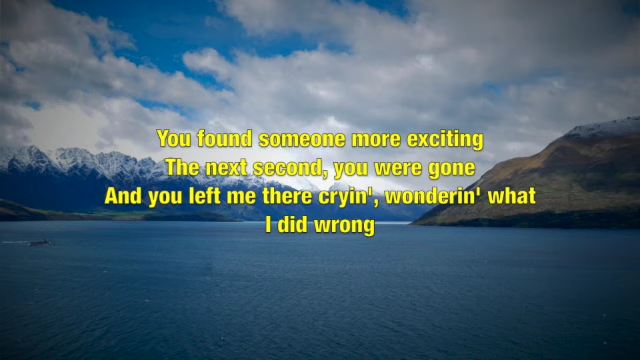 You found someone more exciting
The next second, you were gone
And you left me there cryin', wonderin' what
I did wrong